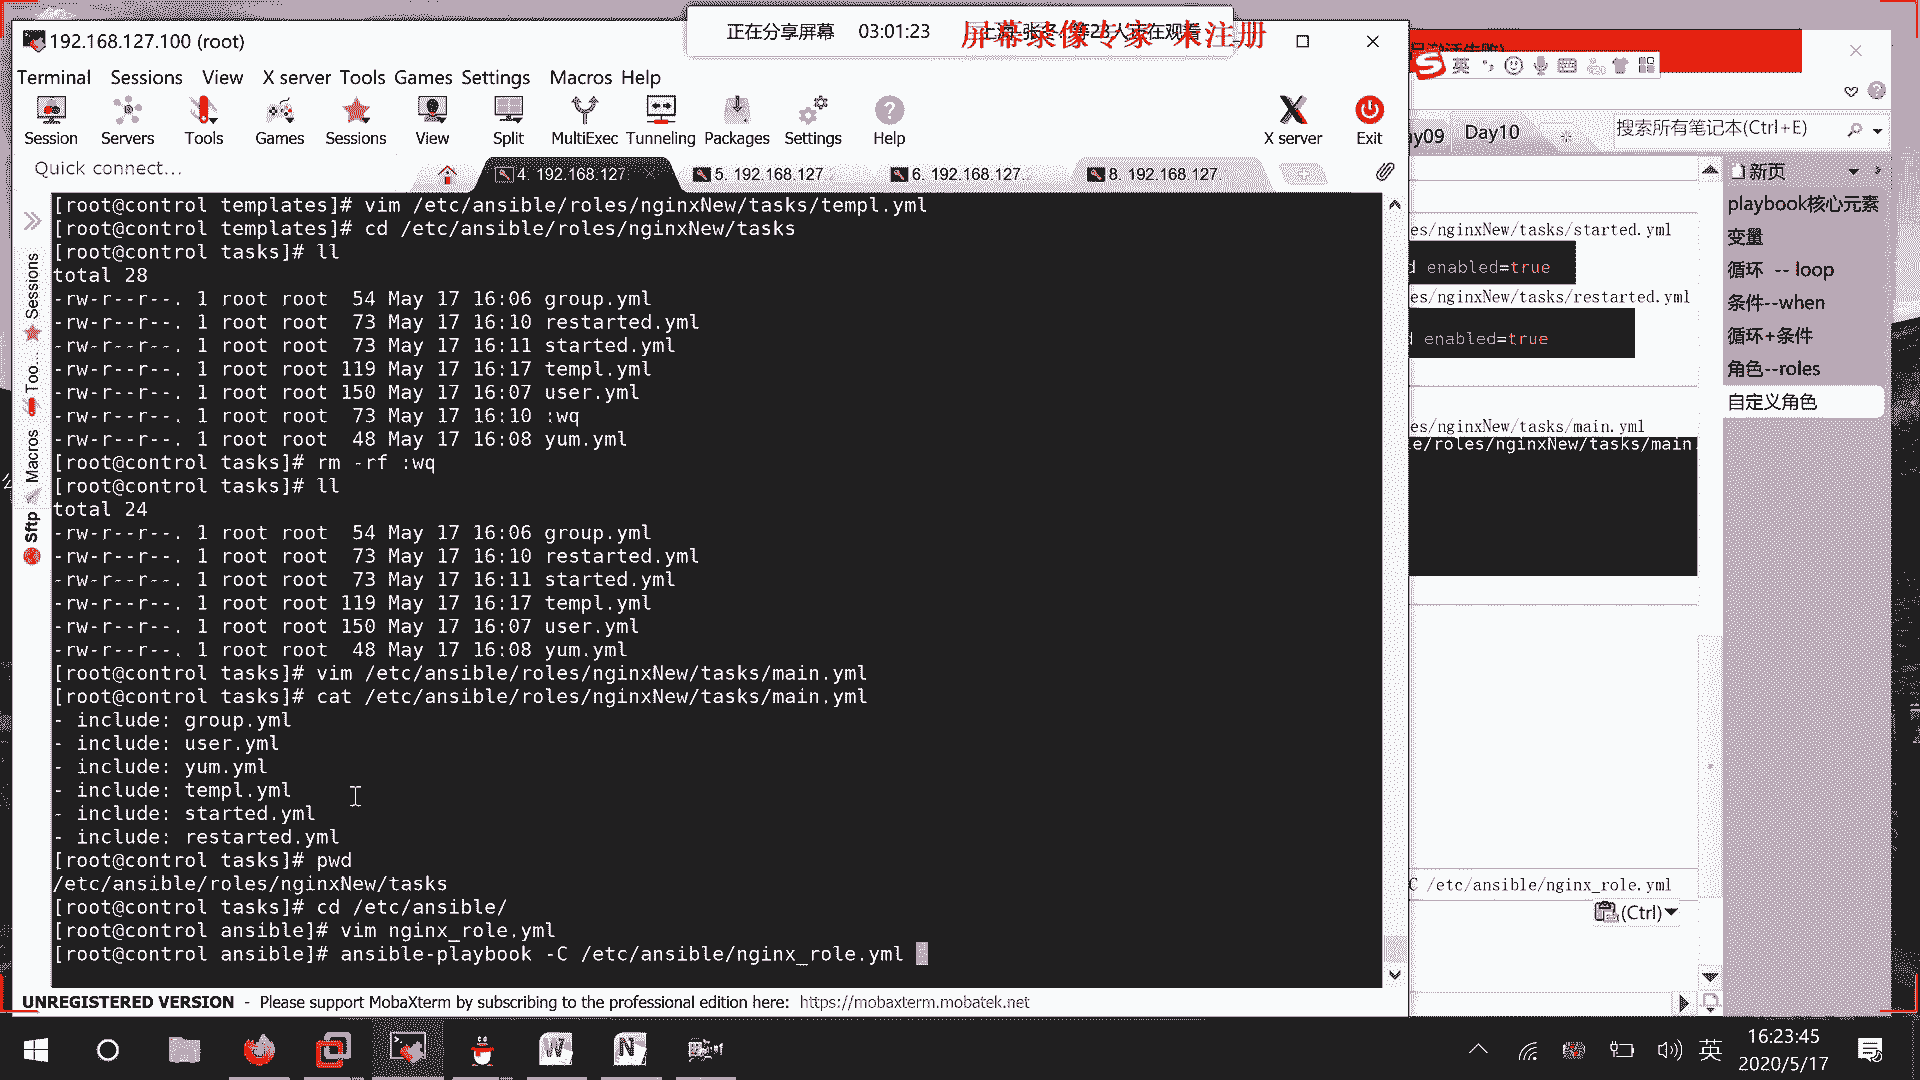 正在分享屏幕 03:01:23
屏幕录像专家 未注册
192.168.127.100 (root)
Terminal Sessions View X server Tools Games Settings Macros Help
Session Servers Tools Games Sessions View Split MultiExec Tunneling Packages Settings Help X server Exit
Quick connect...
4. 192.168.127. 5. 192.168.127. 6. 192.168.127. 8. 192.168.127.
Sessions
Too...
Macros
Sftp
[root@control templates]# vim /etc/ansible/roles/nginxNew/tasks/templ.yml
[root@control templates]# cd /etc/ansible/roles/nginxNew/tasks
[root@control tasks]# ll
total 28
-rw-r--r--. 1 root root  54 May 17 16:06 group.yml
-rw-r--r--. 1 root root  73 May 17 16:10 restarted.yml
-rw-r--r--. 1 root root  73 May 17 16:11 started.yml
-rw-r--r--. 1 root root 119 May 17 16:17 templ.yml
-rw-r--r--. 1 root root 150 May 17 16:07 user.yml
-rw-r--r--. 1 root root  73 May 17 16:10 :wq
-rw-r--r--. 1 root root  48 May 17 16:08 yum.yml
[root@control tasks]# rm -rf :wq
[root@control tasks]# ll
total 24
-rw-r--r--. 1 root root  54 May 17 16:06 group.yml
-rw-r--r--. 1 root root  73 May 17 16:10 restarted.yml
-rw-r--r--. 1 root root  73 May 17 16:11 started.yml
-rw-r--r--. 1 root root 119 May 17 16:17 templ.yml
-rw-r--r--. 1 root root 150 May 17 16:07 user.yml
-rw-r--r--. 1 root root  48 May 17 16:08 yum.yml
[root@control tasks]# vim /etc/ansible/roles/nginxNew/tasks/main.yml
[root@control tasks]# cat /etc/ansible/roles/nginxNew/tasks/main.yml
- include: group.yml
- include: user.yml
- include: yum.yml
- include: templ.yml
- include: started.yml
- include: restarted.yml
[root@control tasks]# pwd
/etc/ansible/roles/nginxNew/tasks
[root@control tasks]# cd /etc/ansible/
[root@control ansible]# vim nginx_role.yml
[root@control ansible]# ansible-playbook -C /etc/ansible/nginx_role.yml
UNREGISTERED VERSION - Please support MobaXterm by subscribing to the professional edition here: https://mobaxterm.mobatek.net
英
y09 Day10 搜索所有笔记本(Ctrl+E)
新页
playbook核心元素
变量
循环 -- loop
条件--when
循环+条件
角色--roles
自定义角色
es/nginxNew/tasks/started.yml
d enabled=true
es/nginxNew/tasks/restarted.yml
d enabled=true
es/nginxNew/tasks/main.yml
e/roles/nginxNew/tasks/main.
C /etc/ansible/nginx_role.yml
(Ctrl)
英 16:23:45
2020/5/17